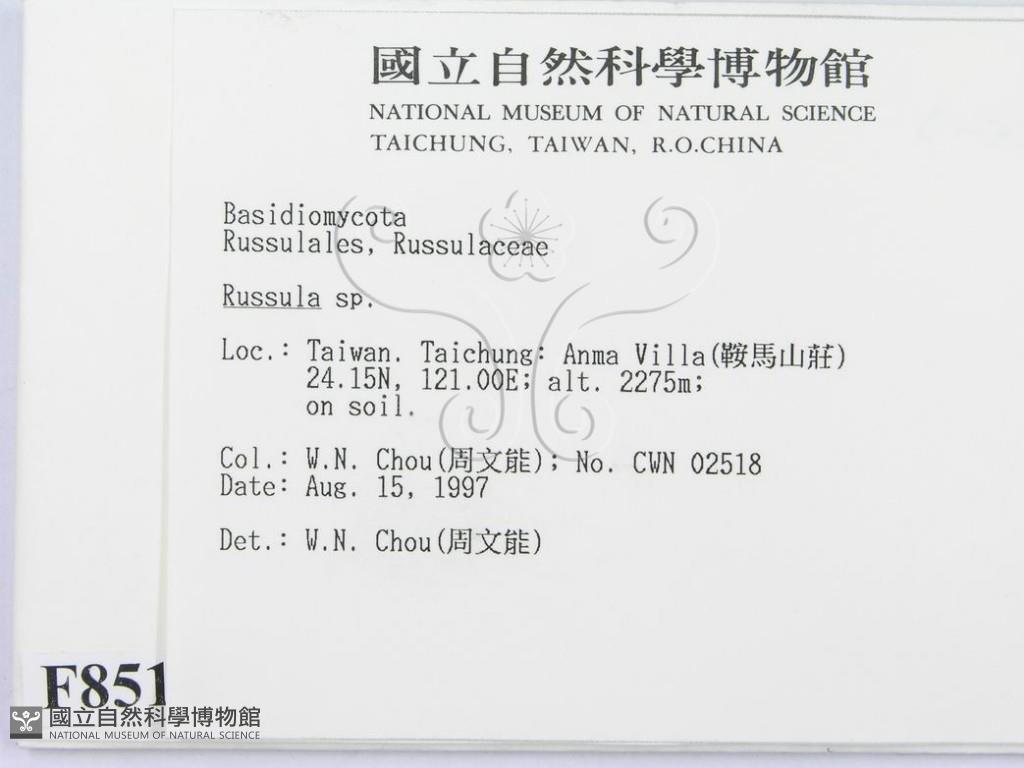 國立自然科學博物館
NATIONAL MUSEUM OF NATURAL SCIENCE
TAICHUNG, TAIWAN, R.O.CHINA
Basidiomycota
Russulales, Russulaceae
Russula sp.
Loc.: Taiwan. Taichung: Anma Villa(鞍馬山莊)
24.15N, 121.00E; alt. 2275m;
on soil.
Col.: W.N. Chou(周文能); No. CWN 02518
Date: Aug. 15, 1997
Det.: W.N. Chou(周文能)
F851
國立自然科學博物館
NATIONAL MUSEUM OF NATURAL SCIENCE